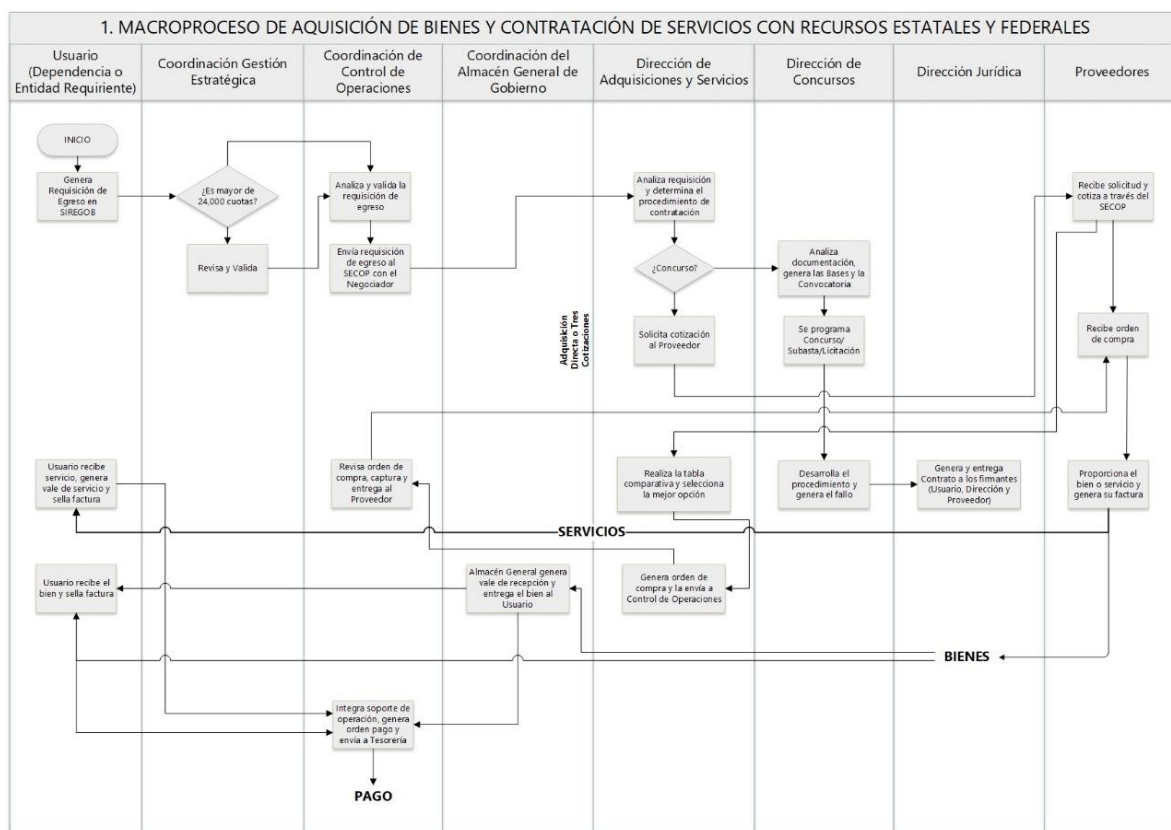 1. MACROPROCESO DE AQUISICIÓN DE BIENES Y CONTRATACIÓN DE SERVICIOS CON RECURSOS ESTATALES Y FEDERALES
Usuario
(Dependencia o
Entidad Requiriente)
Coordinación Gestión
Estratégica
Coordinación de
Control de
Operaciones
Coordinación del
Almacén General de
Gobierno
Dirección de
Adquisiciones y Servicios
Dirección de
Concursos
Dirección Jurídica
Proveedores
INICIO
Genera
Requisición de
Egreso en
SIREGOB
¿Es mayor de
24,000 cuotas?
Revisa y Valida
Analiza y valida la
requisición de
egreso
Envía requisición
de egreso al
SECOP con el
Negociador
Analiza requisición
y determina el
procedimiento de
contratación
¿Concurso?
Adquisición
Directa o Tres
Cotizaciones
Solicita cotización
al Proveedor
Analiza
documentación,
genera las Bases y la
Convocatoria
Se programa
Concurso/
Subasta/Licitación
Recibe solicitud y
cotiza a través del
SECOP
Recibe orden
de compra
Usuario recibe
servicio, genera
vale de servicio y
sella factura
Revisa orden de
compra, captura y
entrega al
Proveedor
Realiza la tabla
comparativa y selecciona
la mejor opción
Desarrolla el
procedimiento y
genera el fallo
Genera y entrega
Contrato a los firmantes
(Usuario, Dirección y
Proveedor)
Proporciona el
bien o servicio y
genera su factura
SERVICIOS
Usuario recibe el
bien y sella factura
Almacén General genera
vale de recepción y
entrega el bien al
Usuario
Genera orden de
compra y la envía a
Control de Operaciones
BIENES
Integra soporte de
operación, genera
orden pago y
envía a Tesorería
PAGO